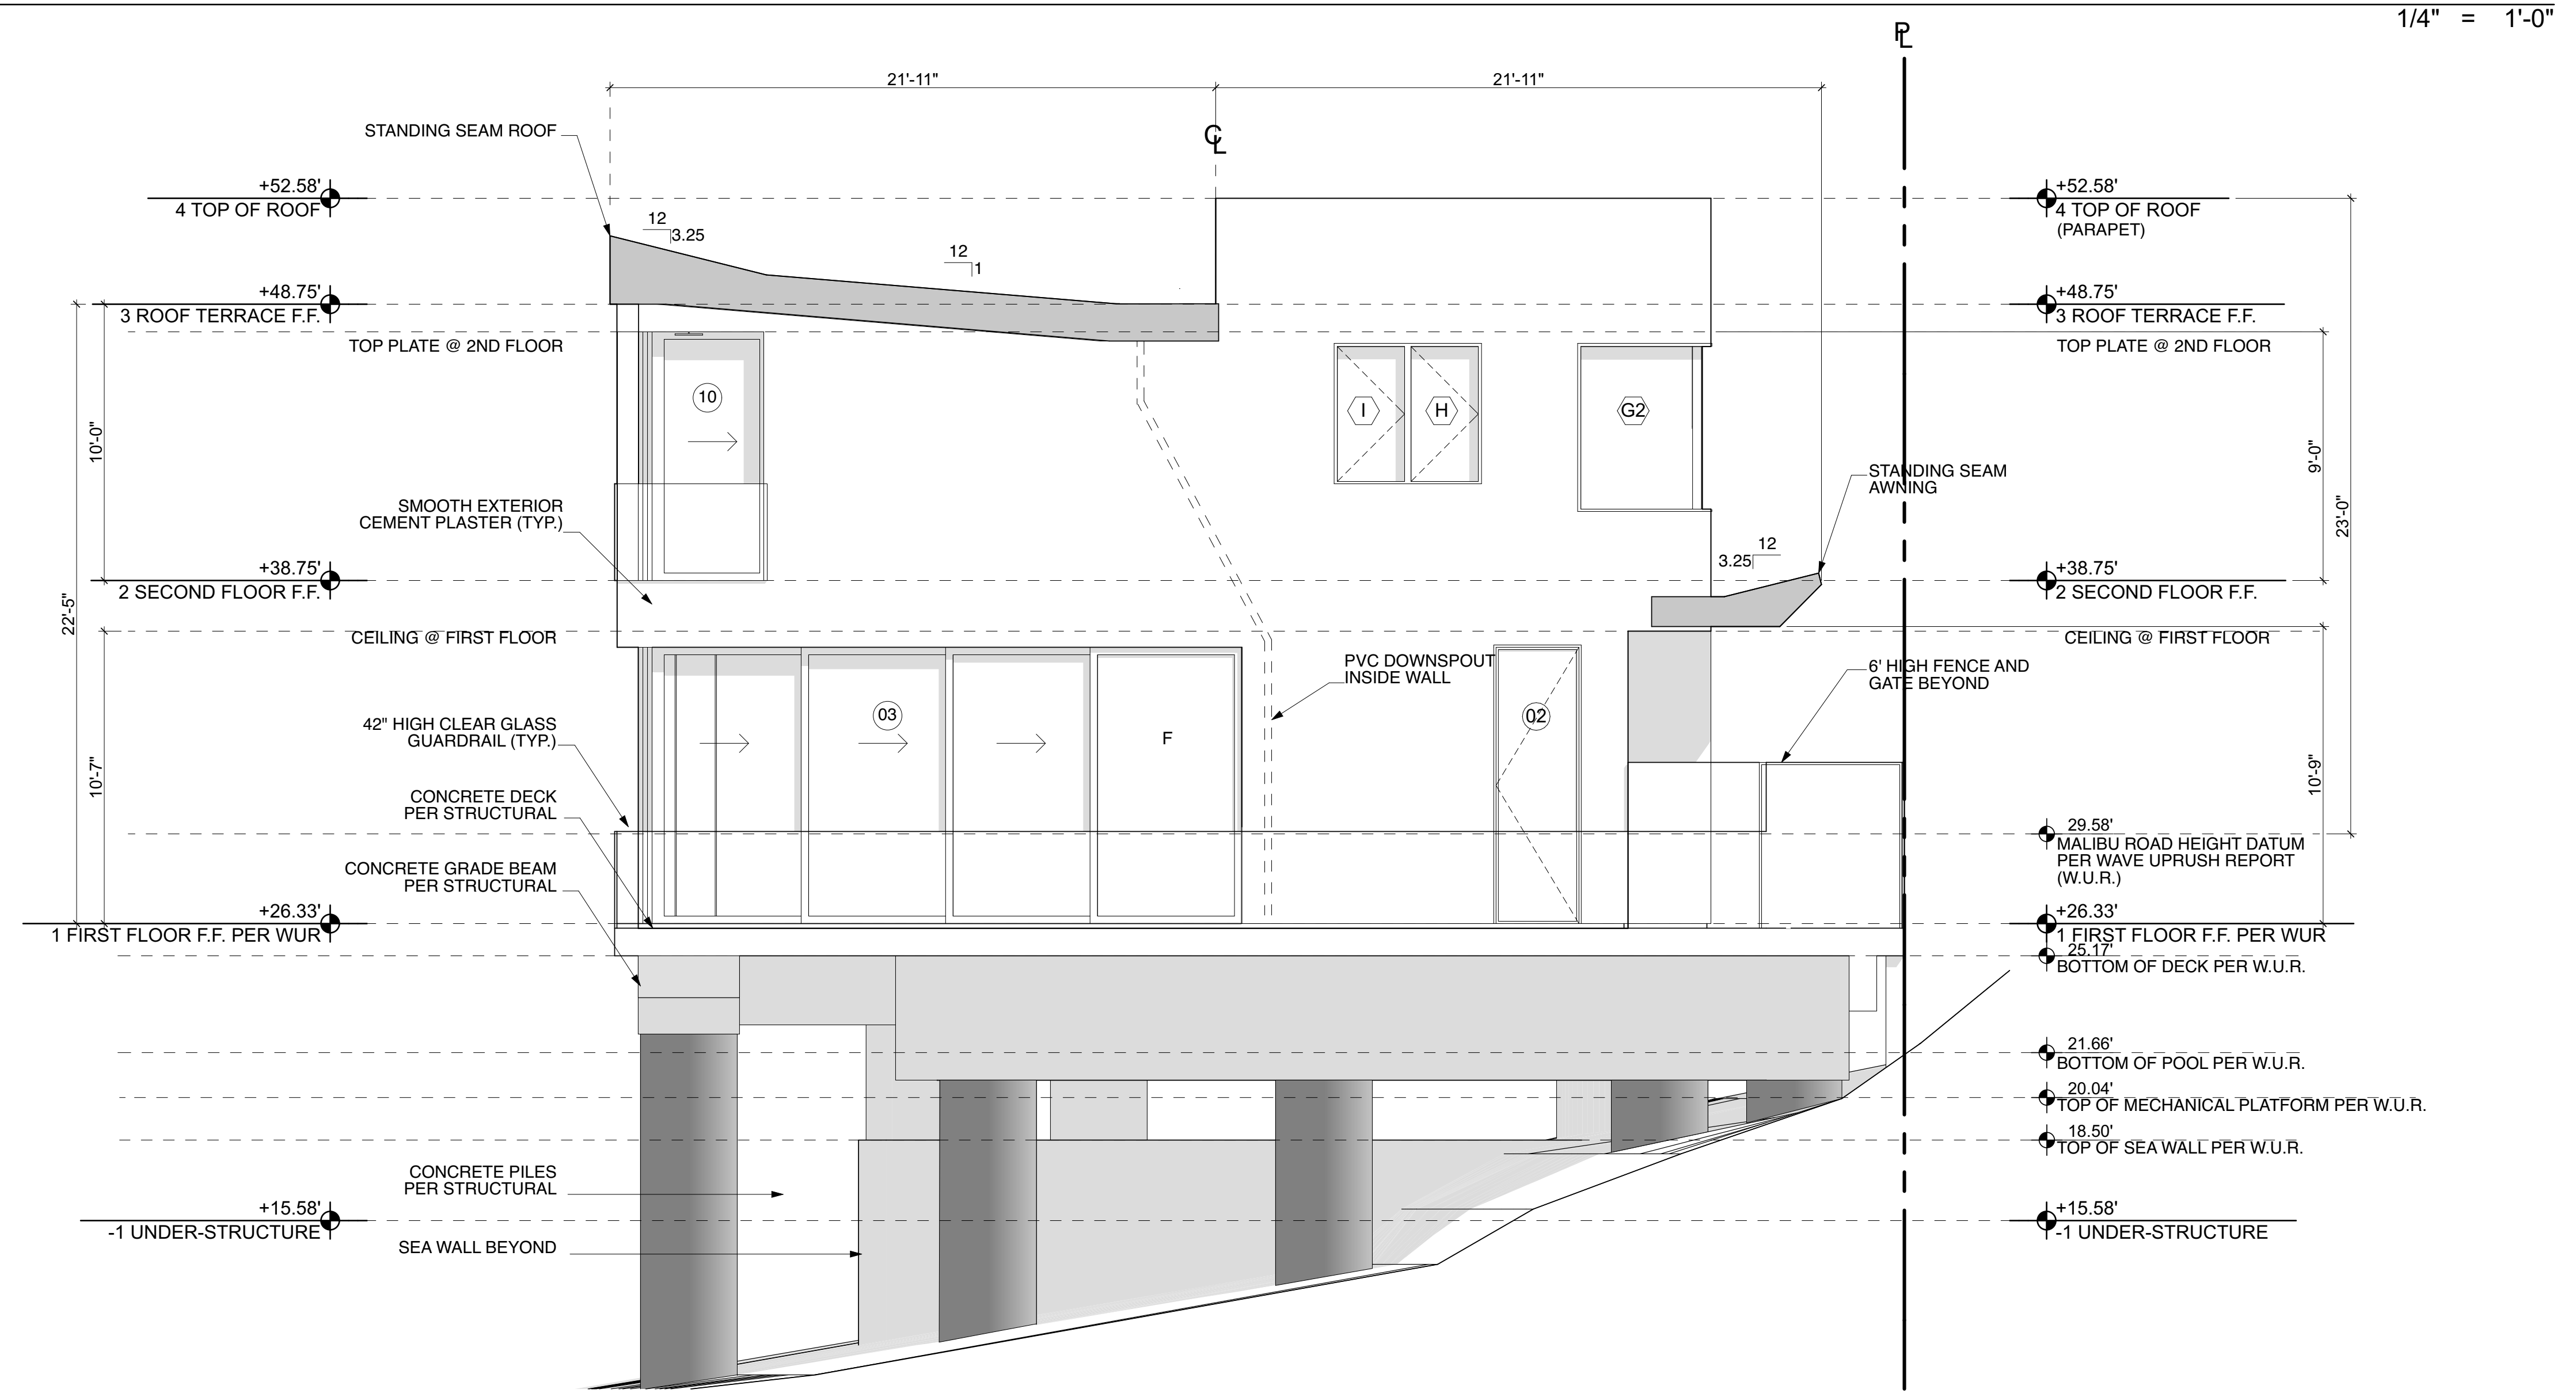 1/4" = 1'-0"
PL
21'-11"
21'-11"
CL
STANDING SEAM ROOF
+52.58'
4 TOP OF ROOF
+52.58'
4 TOP OF ROOF
(PARAPET)
12
3.25
12
1
+48.75'
3 ROOF TERRACE F.F.
+48.75'
3 ROOF TERRACE F.F.
TOP PLATE @ 2ND FLOOR
TOP PLATE @ 2ND FLOOR
10
I
H
G2
10'-0"
9'-0"
23'-0"
STANDING SEAM
AWNING
SMOOTH EXTERIOR
CEMENT PLASTER (TYP.)
12
3.25
+38.75'
2 SECOND FLOOR F.F.
+38.75'
2 SECOND FLOOR F.F.
22'-5"
CEILING @ FIRST FLOOR
CEILING @ FIRST FLOOR
PVC DOWNSPOUT
INSIDE WALL
6' HIGH FENCE AND
GATE BEYOND
03
F
02
42" HIGH CLEAR GLASS
GUARDRAIL (TYP.)
10'-7"
10'-9"
CONCRETE DECK
PER STRUCTURAL
29.58'
MALIBU ROAD HEIGHT DATUM
PER WAVE UPRUSH REPORT
(W.U.R.)
CONCRETE GRADE BEAM
PER STRUCTURAL
+26.33'
1 FIRST FLOOR F.F. PER WUR
+26.33'
1 FIRST FLOOR F.F. PER WUR
25.17'
BOTTOM OF DECK PER W.U.R.
21.66'
BOTTOM OF POOL PER W.U.R.
20.04'
TOP OF MECHANICAL PLATFORM PER W.U.R.
18.50'
TOP OF SEA WALL PER W.U.R.
CONCRETE PILES
PER STRUCTURAL
+15.58'
-1 UNDER-STRUCTURE
+15.58'
-1 UNDER-STRUCTURE
SEA WALL BEYOND